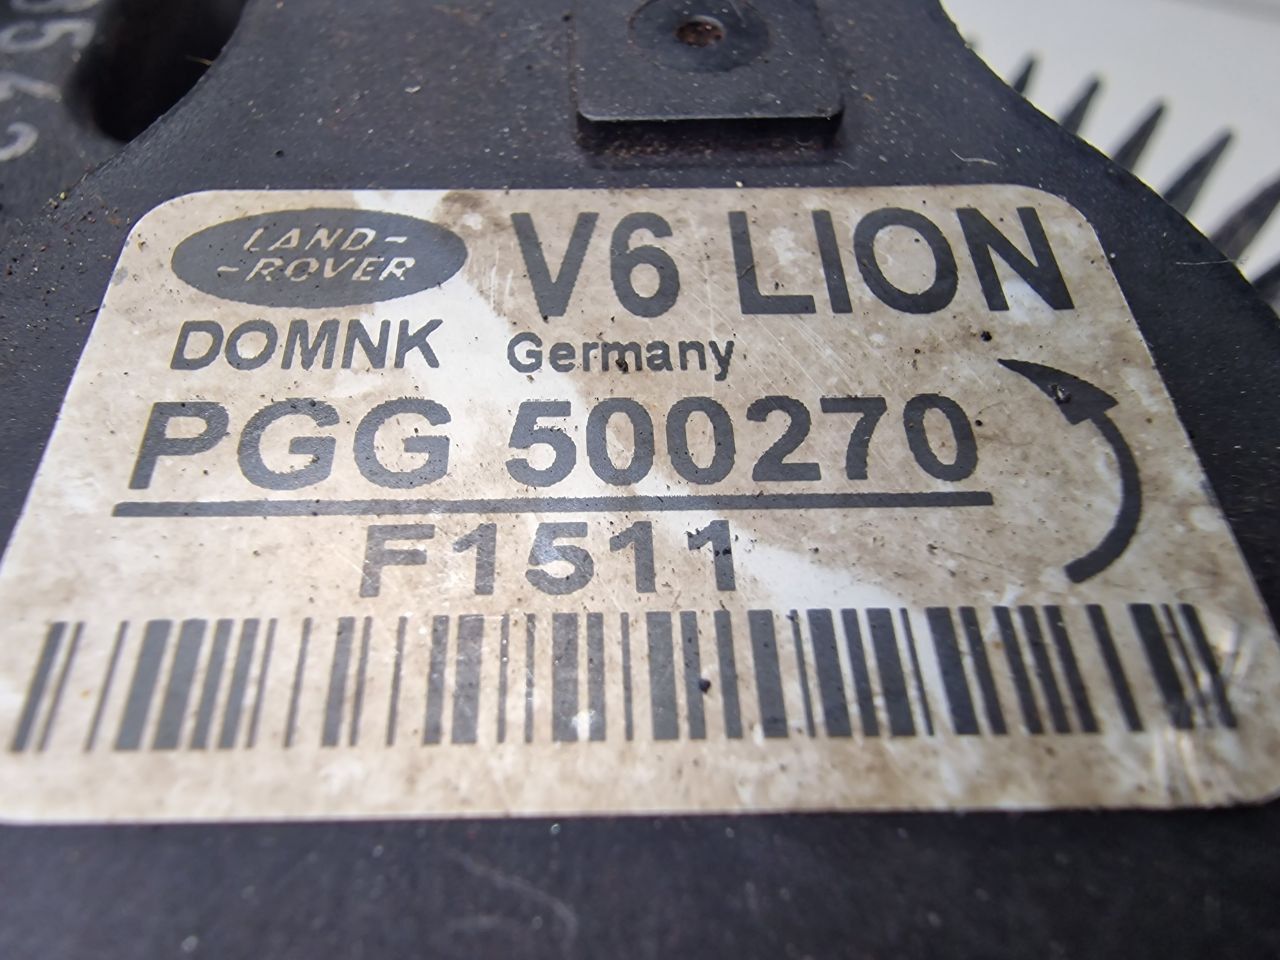 LAND-
-ROVER
V6 LION
DOMNK Germany
PGG 500270
F1511